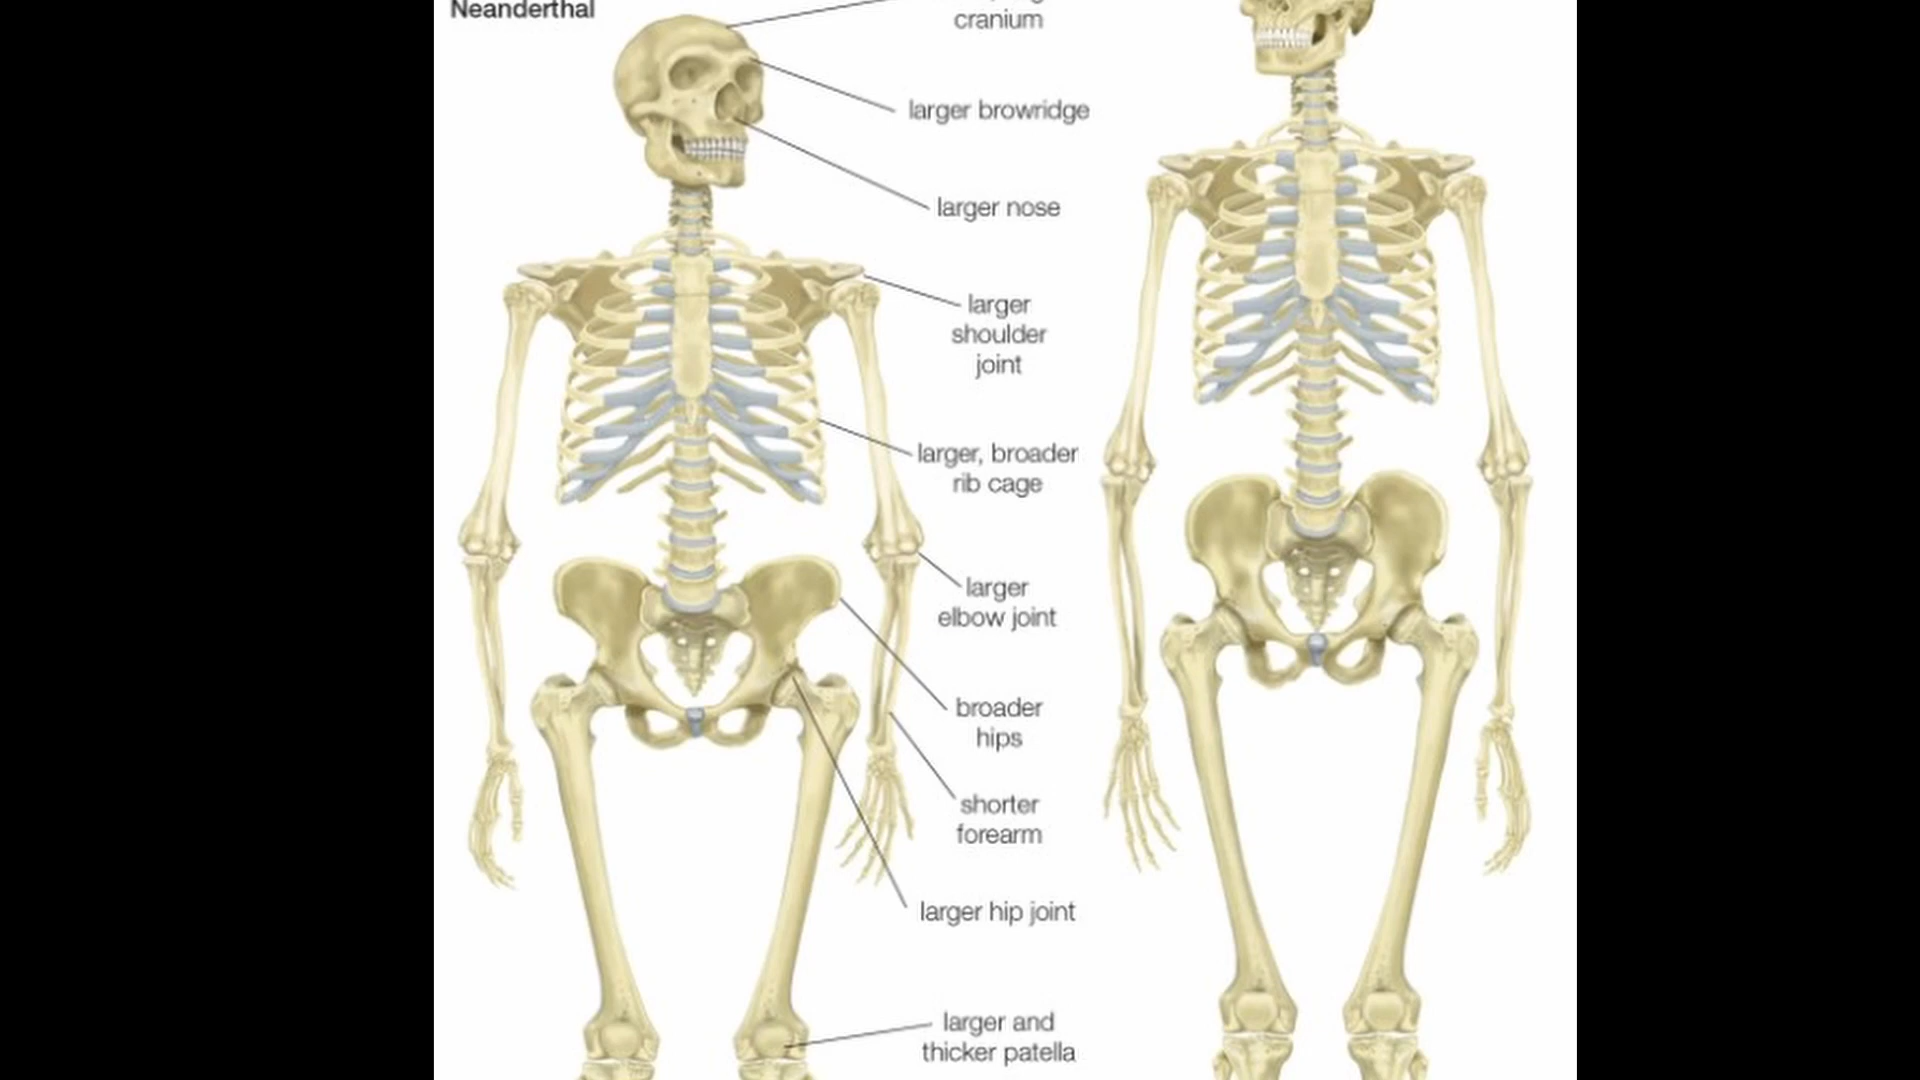 Neanderthal
cranium
larger browridge
larger nose
larger
shoulder
joint
larger, broader
rib cage
larger
elbow joint
broader
hips
shorter
forearm
larger hip joint
larger and
thicker patella